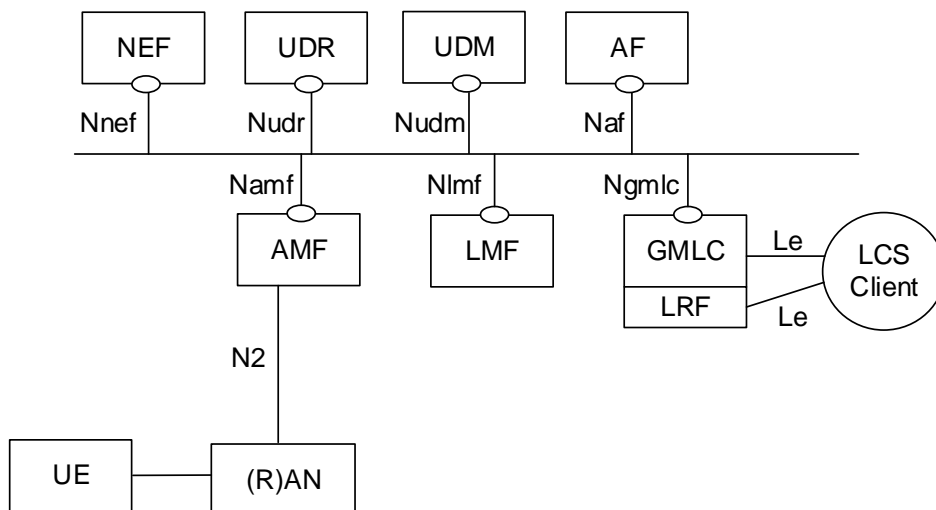 NEF
UDR
UDM
AF
Nnef
Nudr
Nudm
Naf
Namf
Nlmf
Ngmlc
AMF
LMF
GMLC
Le
LCS
Client
LRF
Le
N2
UE
(R)AN